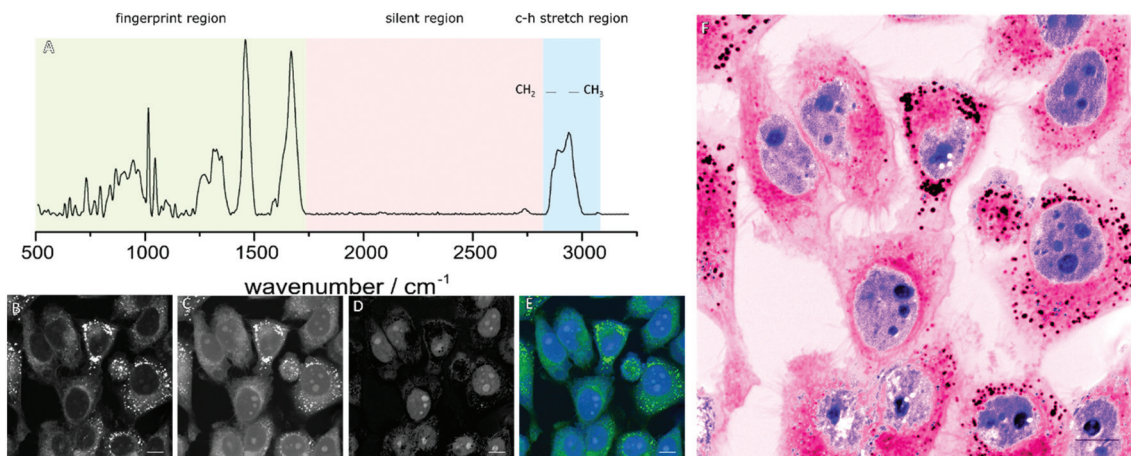 fingerprint region
silent region
c-h stretch region
A
CH₂
CH₃
500
1000
1500
2000
2500
3000
wavenumber / cm⁻¹
B
C
D
E
F